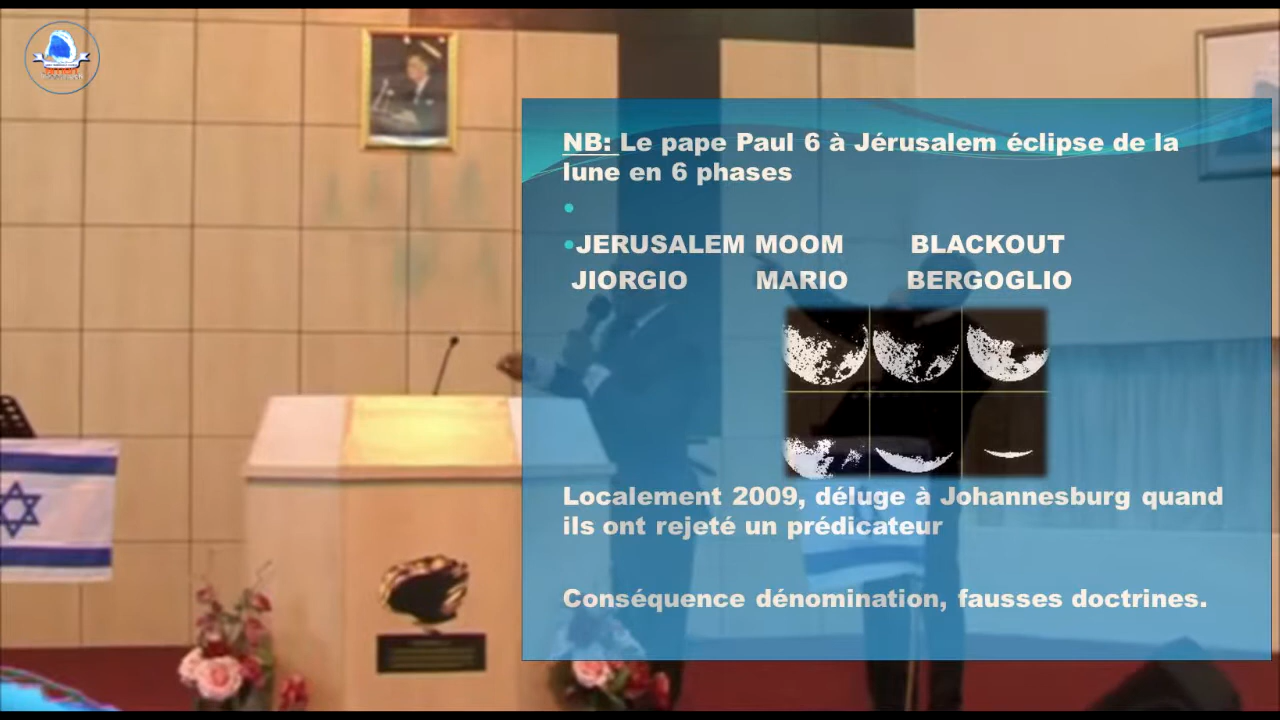 NB: Le pape Paul 6 à Jérusalem éclipse de la
lune en 6 phases
JERUSALEM MOOM BLACKOUT
JIORGIO MARIO BERGOGLIO
Localement 2009, déluge à Johannesburg quand
ils ont rejeté un prédicateur
Conséquence dénomination, fausses doctrines.